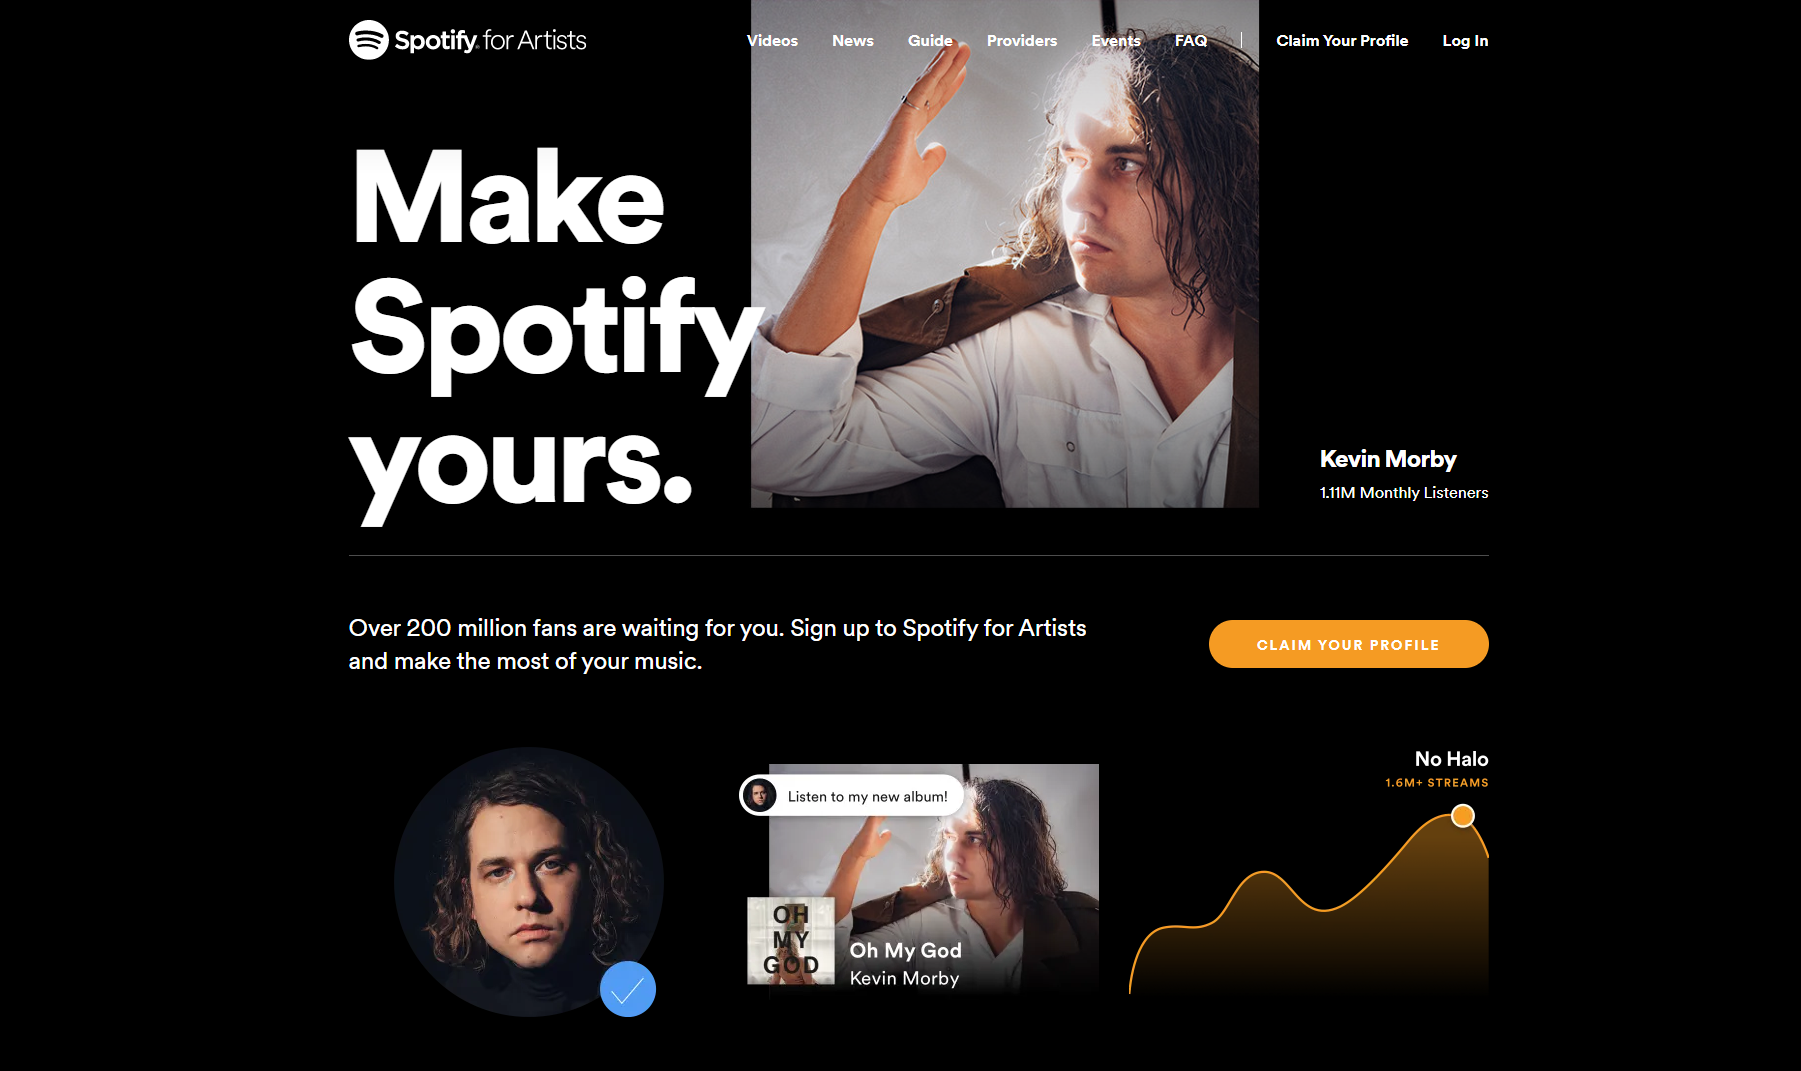 Spotify for Artists
Videos News Guide Providers Events FAQ Claim Your Profile Log In
Make
Spotify
yours.
Kevin Morby
1.11M Monthly Listeners
Over 200 million fans are waiting for you. Sign up to Spotify for Artists
and make the most of your music.
CLAIM YOUR PROFILE
Listen to my new album!
OH
MY
GOD
Oh My God
Kevin Morby
No Halo
1.6M+ STREAMS